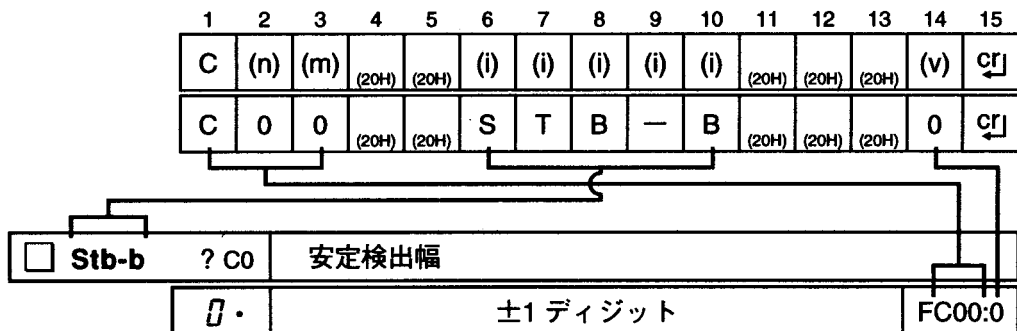 1 2 3 4 5 6 7 8 9 10 11 12 13 14 15
C (n) (m) (20H) (20H) (i) (i) (i) (i) (i) (20H) (20H) (20H) (v) cr↵
C 0 0 (20H) (20H) S T B − B (20H) (20H) (20H) 0 cr↵
□ Stb-b ? C0 安定検出幅
0・ ±1 ディジット FC00:0